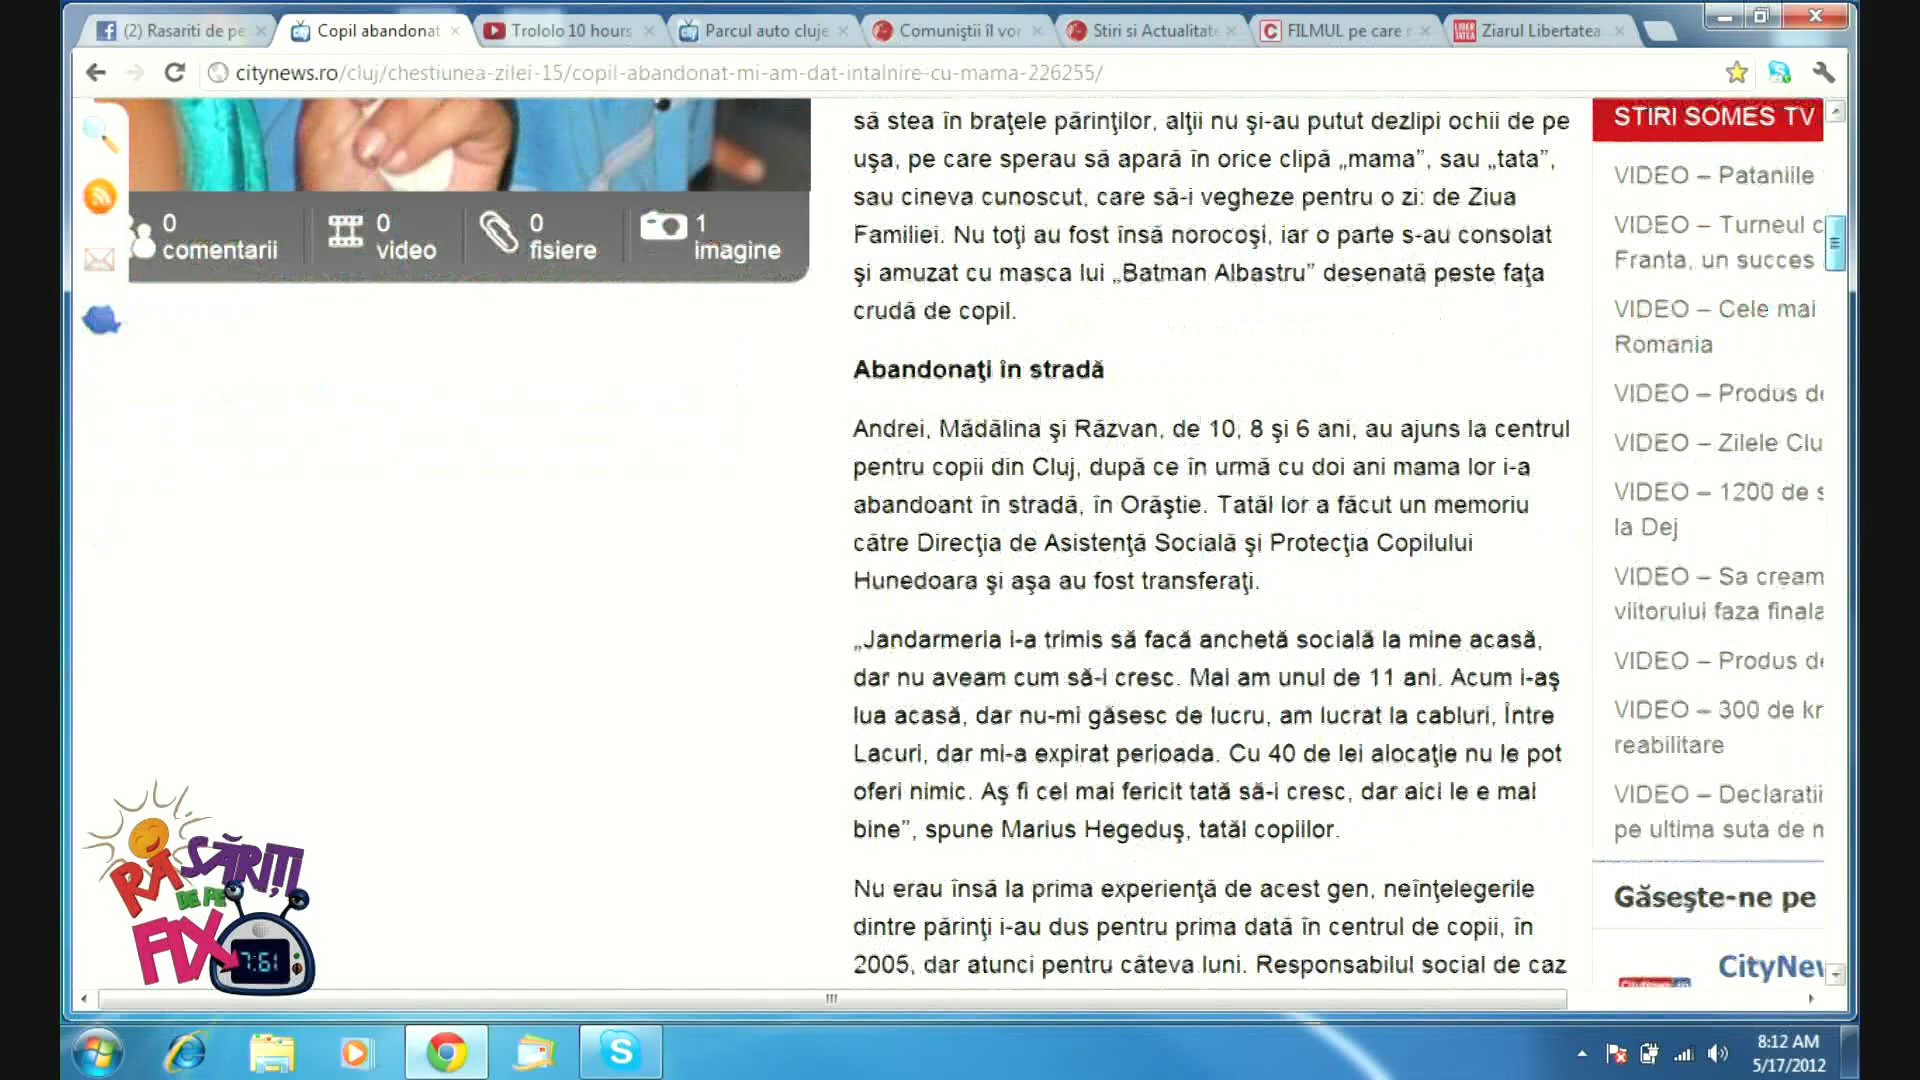 (2) Rasariti de pe
Copil abandonat
Trololo 10 hours
Parcul auto cluje
Comuniştii îl vor
Stiri si Actualitate
FILMUL pe care
Ziarul Libertatea
citynews.ro/cluj/chestiunea-zilei-15/copil-abandonat-mi-am-dat-intalnire-cu-mama-226255/
0
comentarii
0
video
0
fisiere
1
imagine
să stea în braţele părinţilor, alţii nu şi-au putut dezlipi ochii de pe
uşa, pe care sperau să apară în orice clipă „mama”, sau „tata”,
sau cineva cunoscut, care să-i vegheze pentru o zi: de Ziua
Familiei. Nu toţi au fost însă norocoşi, iar o parte s-au consolat
şi amuzat cu masca lui „Batman Albastru” desenată peste faţa
crudă de copil.
Abandonaţi în stradă
Andrei, Mădălina şi Răzvan, de 10, 8 şi 6 ani, au ajuns la centrul
pentru copii din Cluj, după ce în urmă cu doi ani mama lor i-a
abandoant în stradă, în Orăştie. Tatăl lor a făcut un memoriu
către Direcţia de Asistenţă Socială şi Protecţia Copilului
Hunedoara şi aşa au fost transferaţi.
„Jandarmeria i-a trimis să facă anchetă socială la mine acasă,
dar nu aveam cum să-i cresc. Mai am unul de 11 ani. Acum i-aş
lua acasă, dar nu-mi găsesc de lucru, am lucrat la cabluri, Între
Lacuri, dar mi-a expirat perioada. Cu 40 de lei alocaţie nu le pot
oferi nimic. Aş fi cel mai fericit tată să-i cresc, dar aici le e mai
bine”, spune Marius Hegeduş, tatăl copiilor.
Nu erau însă la prima experienţă de acest gen, neînţelegerile
dintre părinţi i-au dus pentru prima dată în centrul de copii, în
2005, dar atunci pentru câteva luni. Responsabilul social de caz
STIRI SOMES TV
VIDEO – Pataniile
VIDEO – Turneul c
Franta, un succes
VIDEO – Cele mai
Romania
VIDEO – Produs de
VIDEO – Zilele Clu
VIDEO – 1200 de s
la Dej
VIDEO – Sa cream
viitorului faza finala
VIDEO – Produs de
VIDEO – 300 de kr
reabilitare
VIDEO – Declaratii
pe ultima suta de m
Găseşte-ne pe
CityNew
RĂSĂRIȚI
DE PE
FIX
7:61
8:12 AM
5/17/2012